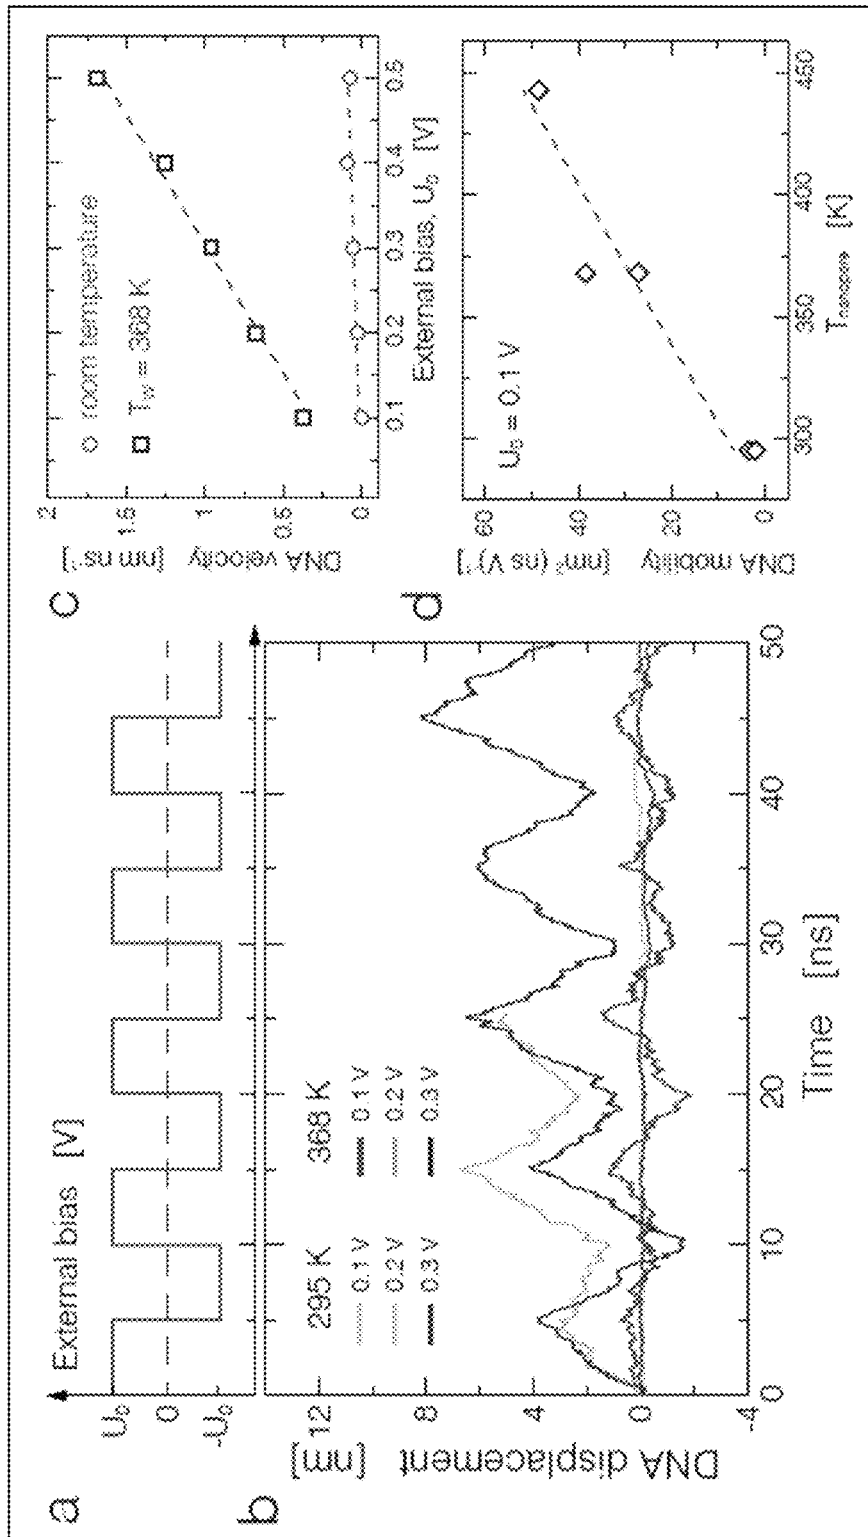 a
External bias [V]
U₀
0
-U₀
b
DNA displacement [nm]
12
8
4
0
-4
295 K 368 K
0.1 V 0.1 V
0.2 V 0.2 V
0.3 V 0.3 V
0 10 20 30 40 50
Time [ns]
c
DNA velocity
[nm ns⁻¹]
2
1.5
1
0.5
0
room temperature
T_W = 368 K
0.1 0.2 0.3 0.4 0.5
External bias, U₀ [V]
d
DNA mobility
[nm² (ns V)⁻¹]
60
40
20
0
U₀ = 0.1 V
300 350 400 450
T_nanopore [K]